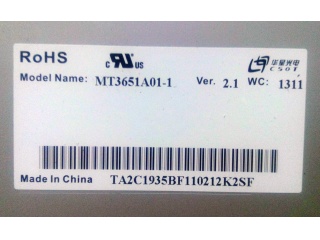 RoHS
c RU US
华星光电
CSOT
Model Name: MT3651A01-1 Ver. 2.1 WC: 1311
Made In China TA2C1935BF110212K2SF